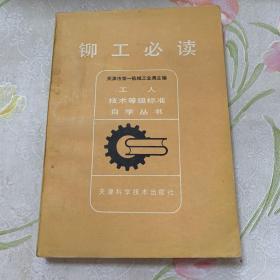 铆工必读
天津市第一机械工业局主编
工人
技术等级标准
自学丛书
天津科学技术出版社